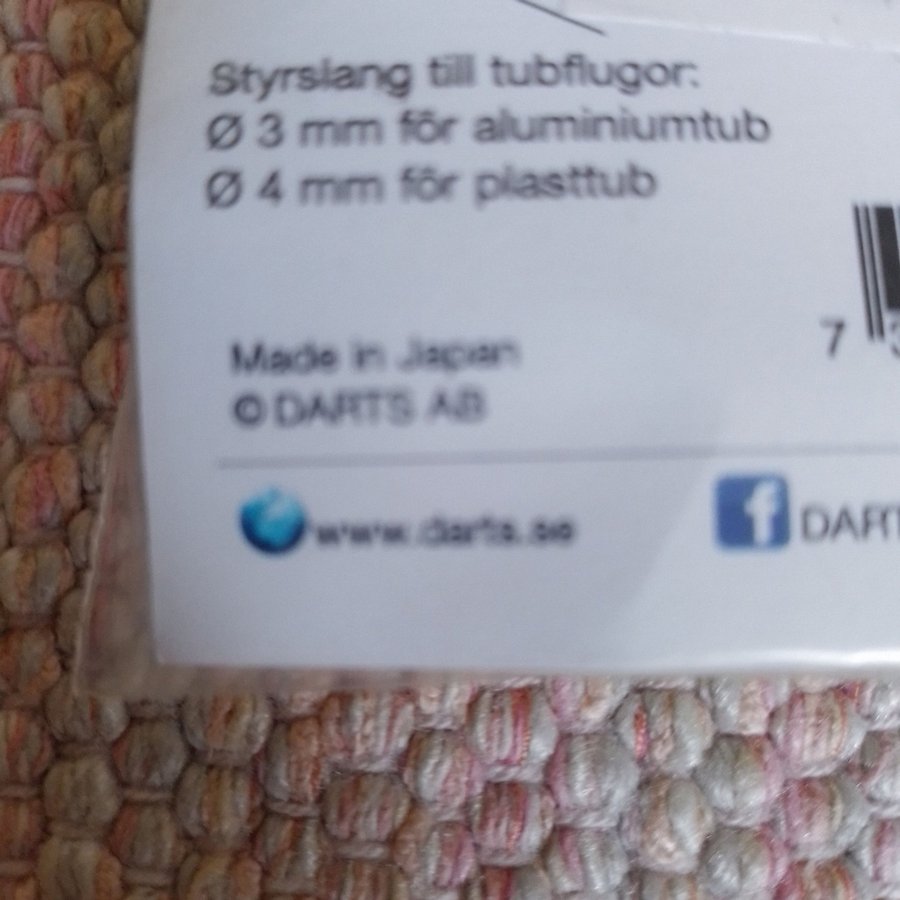 Styrslang till tubflugor:
Ø 3 mm för aluminiumtub
Ø 4 mm för plasttub
7
Made in Japan
© DARTS AB
www.darts.se
f DART